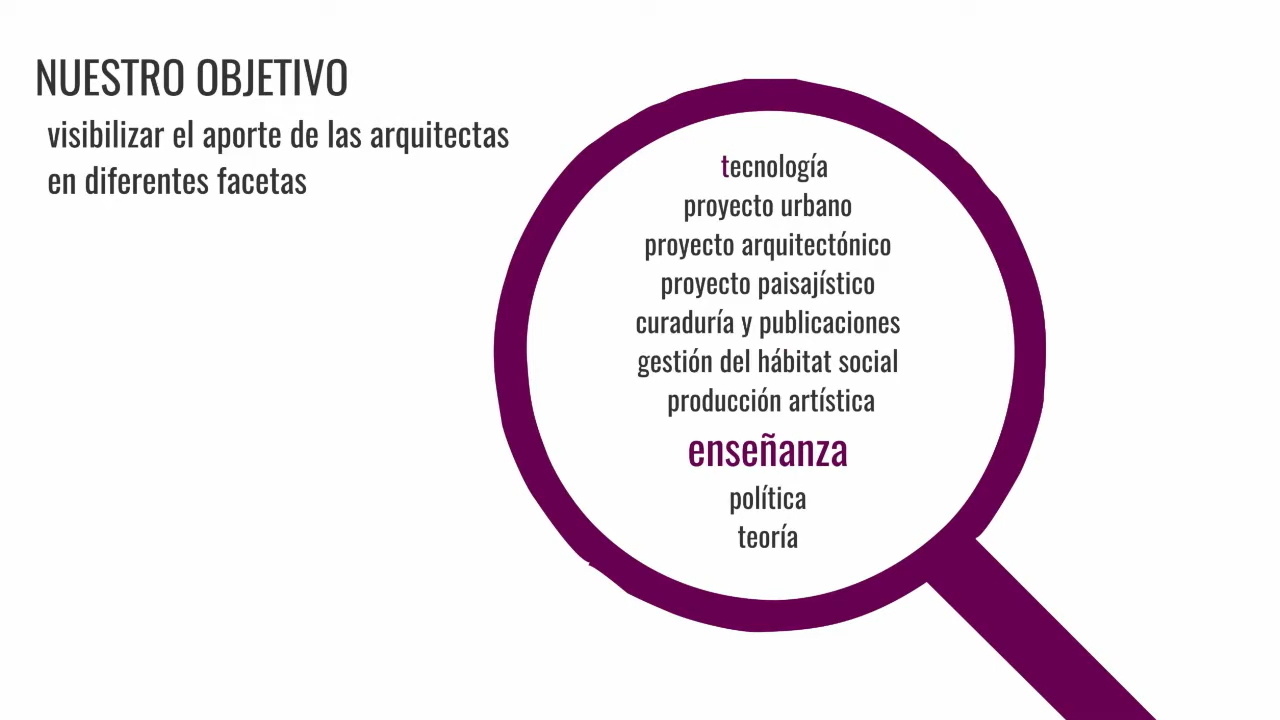 NUESTRO OBJETIVO
visibilizar el aporte de las arquitectas
en diferentes facetas
tecnología
proyecto urbano
proyecto arquitectónico
proyecto paisajístico
curaduría y publicaciones
gestión del hábitat social
producción artística
enseñanza
política
teoría